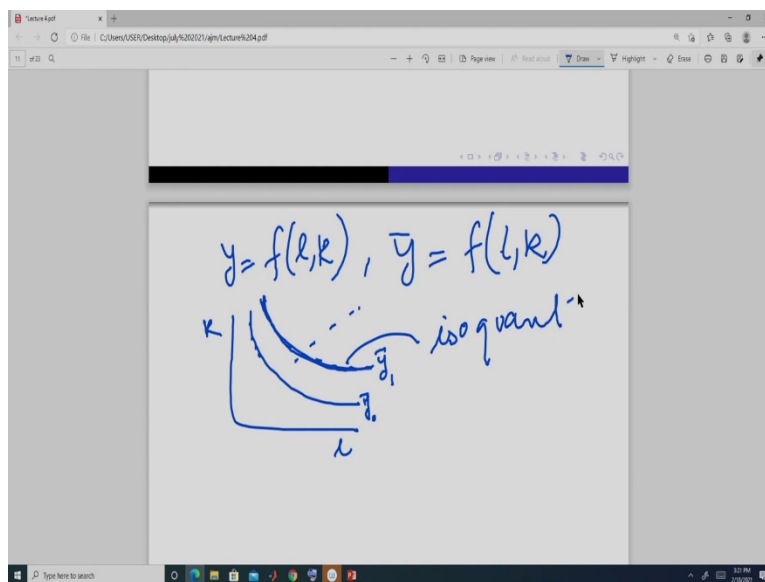 *Lecture 4.pdf
File | C:/Users/USER/Desktop/july%202021/ajm/Lecture%204.pdf
11 of 23 Page view Read aloud Draw Highlight Erase
y = f(l,k), ȳ = f(l,k)
K
isoquant
ȳ₁
ȳ₀
l
Type here to search
3:21 PM